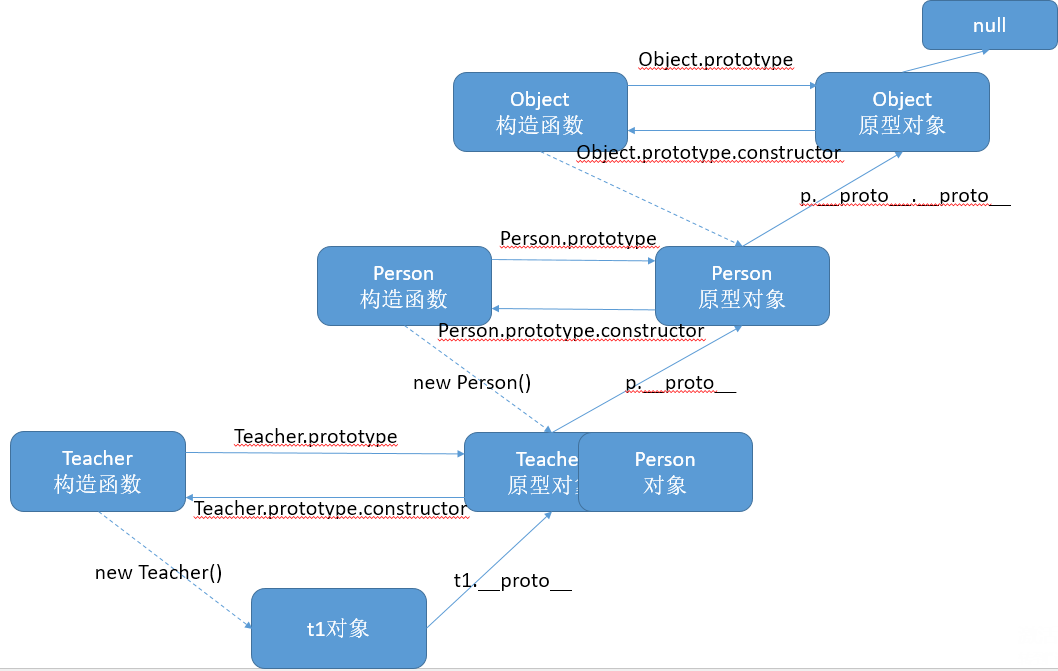 null
Object.prototype
Object
构造函数
Object
原型对象
Object.prototype.constructor
p.__proto__.__proto__
Person.prototype
Person
构造函数
Person
原型对象
Person.prototype.constructor
new Person()
p.__proto__
Teacher.prototype
Teacher
构造函数
Teache
原型对
Person
对象
Teacher.prototype.constructor
new Teacher()
t1.__proto__
t1对象